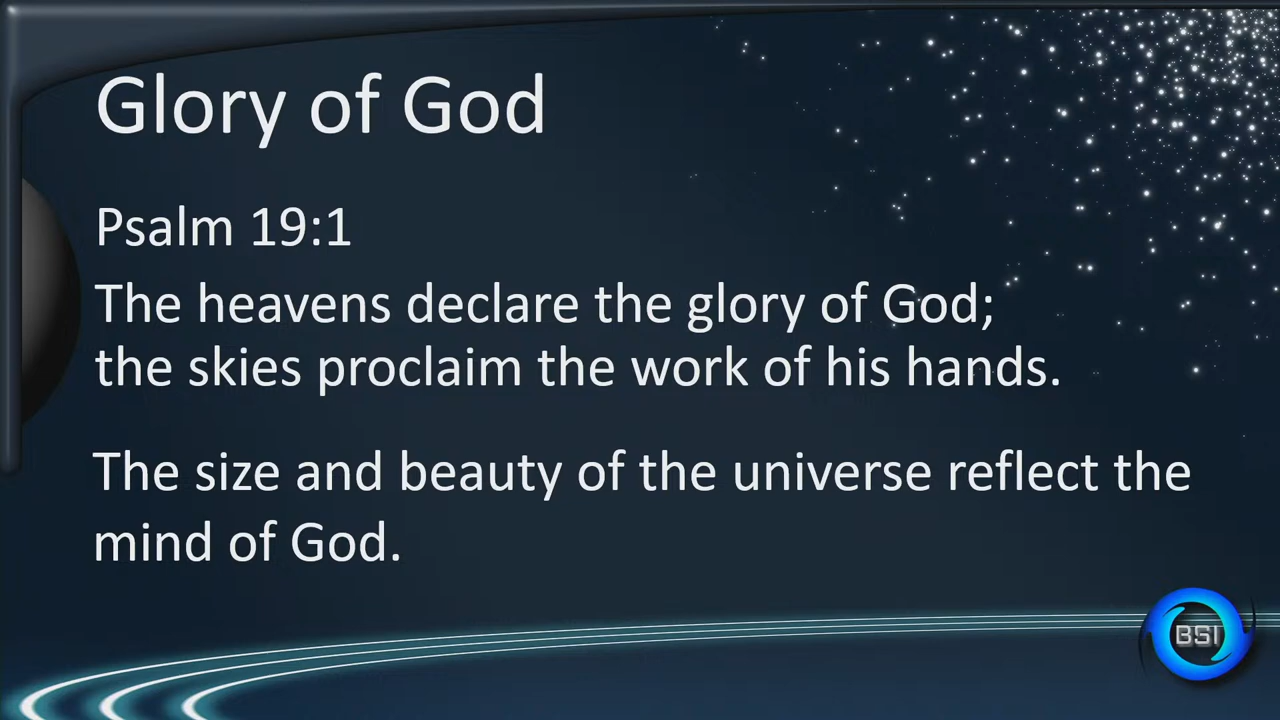 Glory of God
Psalm 19:1
The heavens declare the glory of God;
the skies proclaim the work of his hands.
The size and beauty of the universe reflect the
mind of God.
BSI